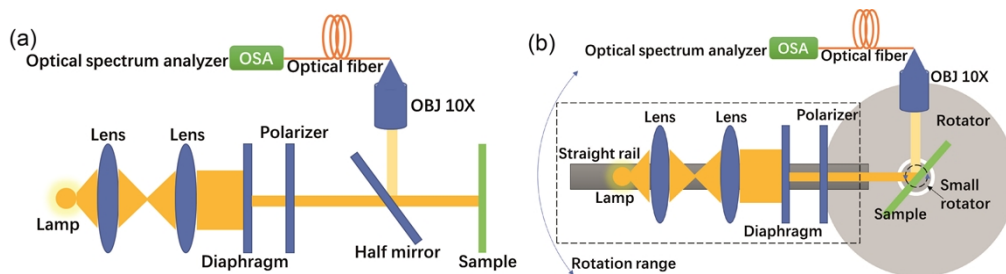 (a)
Optical spectrum analyzer
OSA
Optical fiber
OBJ 10X
Lens
Lens
Polarizer
Lamp
Diaphragm
Half mirror
Sample
(b)
Optical spectrum analyzer
OSA
Optical fiber
OBJ 10X
Lens
Lens
Polarizer
Rotator
Straight rail
Lamp
Small
rotator
Sample
Diaphragm
Rotation range